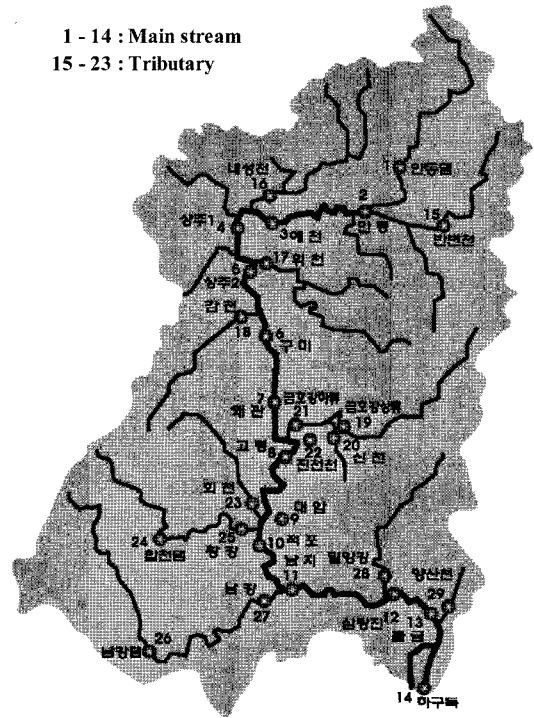 1 - 14 : Main stream
15 - 23 : Tributary
내성천
16
1 안동댐
2
안동
15
반변천
상주1
4
3 예천
17 위천
5
상주2
감천
18
6
구미
7
왜관
금호강하류
21
금호강상류
19
22
진천천
20
신천
고령
8
회천
23
대암
9
24
합천댐
25
황강
10 적포
남지
11
밀양강
28
양산천
29
남강
27
12
삼랑진
13
물금
26
남강댐
14 하구둑